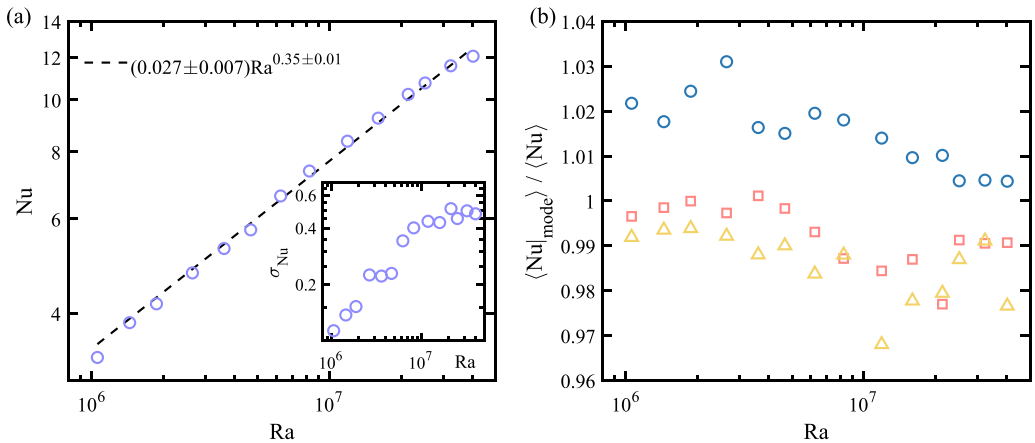 (a)
14
12
10
8
6
4
Nu
(0.027±0.007)Ra^0.35±0.01
0.6
0.4
0.2
σ_Nu
10^6
10^7
Ra
10^6
10^7
Ra
(b)
1.04
1.03
1.02
1.01
1
0.99
0.98
0.97
0.96
⟨Nu|_mode⟩ / ⟨Nu⟩
10^6
10^7
Ra